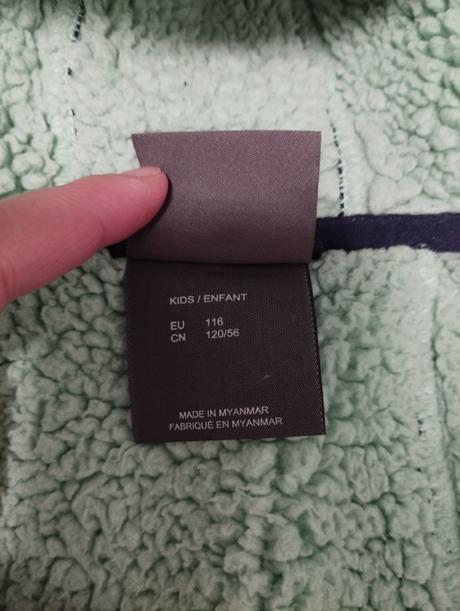 KIDS / ENFANT
EU 116
CN 120/56
MADE IN MYANMAR
FABRIQUÉ EN MYANMAR